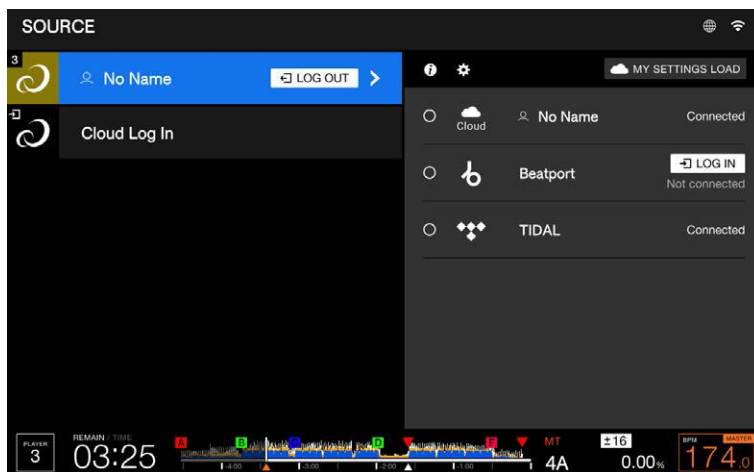 SOURCE
3
No Name
LOG OUT
Cloud Log In
MY SETTINGS LOAD
Cloud
No Name
Connected
Beatport
LOG IN
Not connected
TIDAL
Connected
PLAYER
3
REMAIN / TIME
03:25
A
B
C
D
E
-4:00
-3:00
-2:00
-1:00
MT
4A
±16
0.00%
BPM
MASTER
174.0